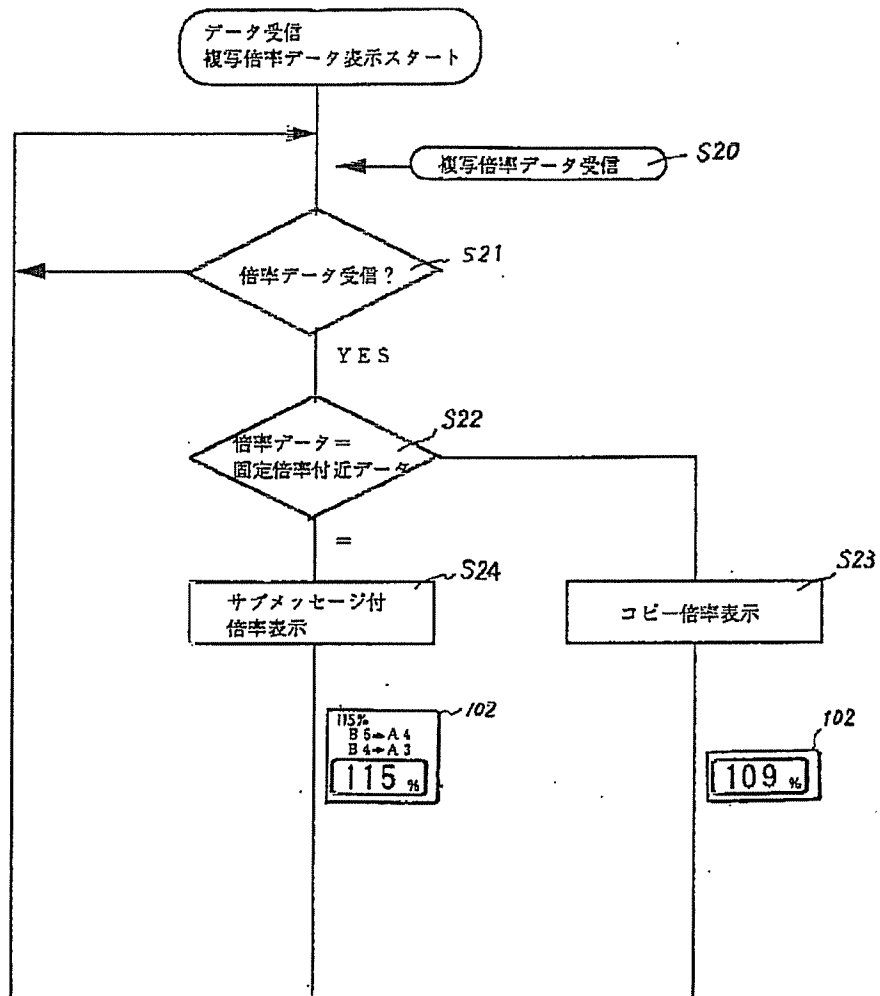 データ受信
複写倍率データ表示スタート
複写倍率データ受信
S20
倍率データ受信?
S21
YES
倍率データ=
固定倍率付近データ
S22
=
サブメッセージ付
倍率表示
S24
コピー倍率表示
S23
115%
B5→A4
B4→A3
115%
102
109%
102